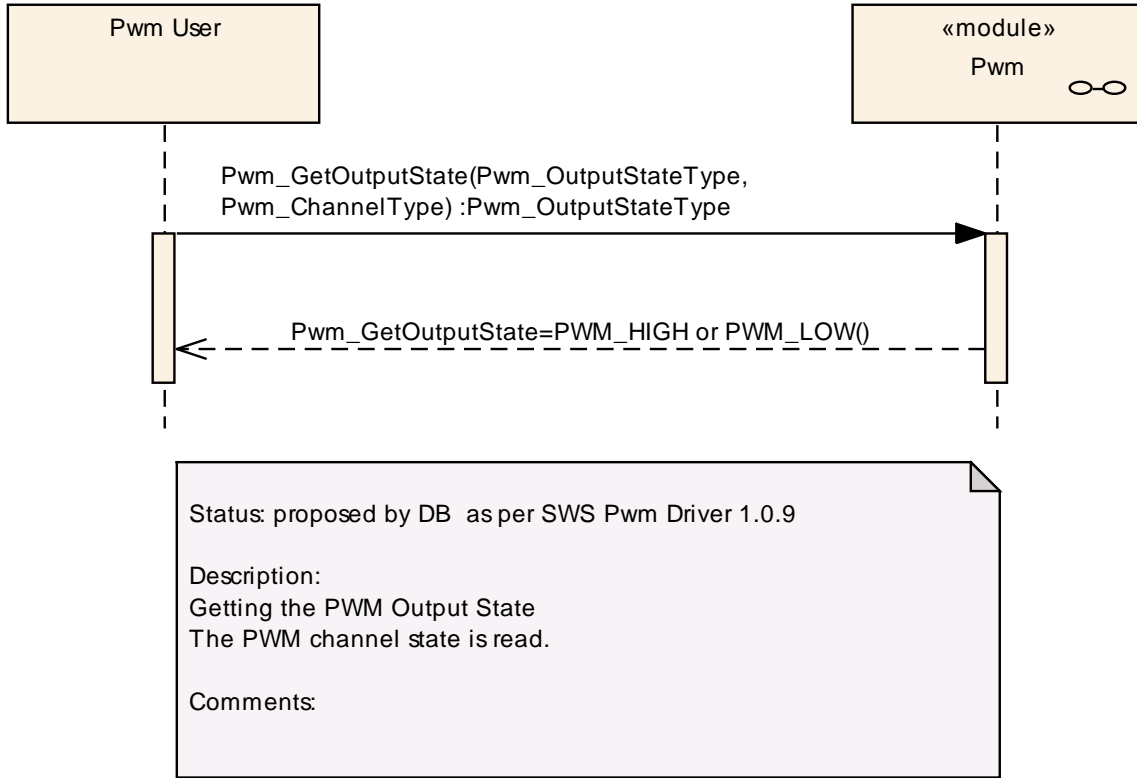 Pwm User
«module»
Pwm
Pwm_GetOutputState(Pwm_OutputStateType,
Pwm_ChannelType) :Pwm_OutputStateType
Pwm_GetOutputState=PWM_HIGH or PWM_LOW()
Status: proposed by DB  as per SWS Pwm Driver 1.0.9
Description:
Getting the PWM Output State
The PWM channel state is read.
Comments: